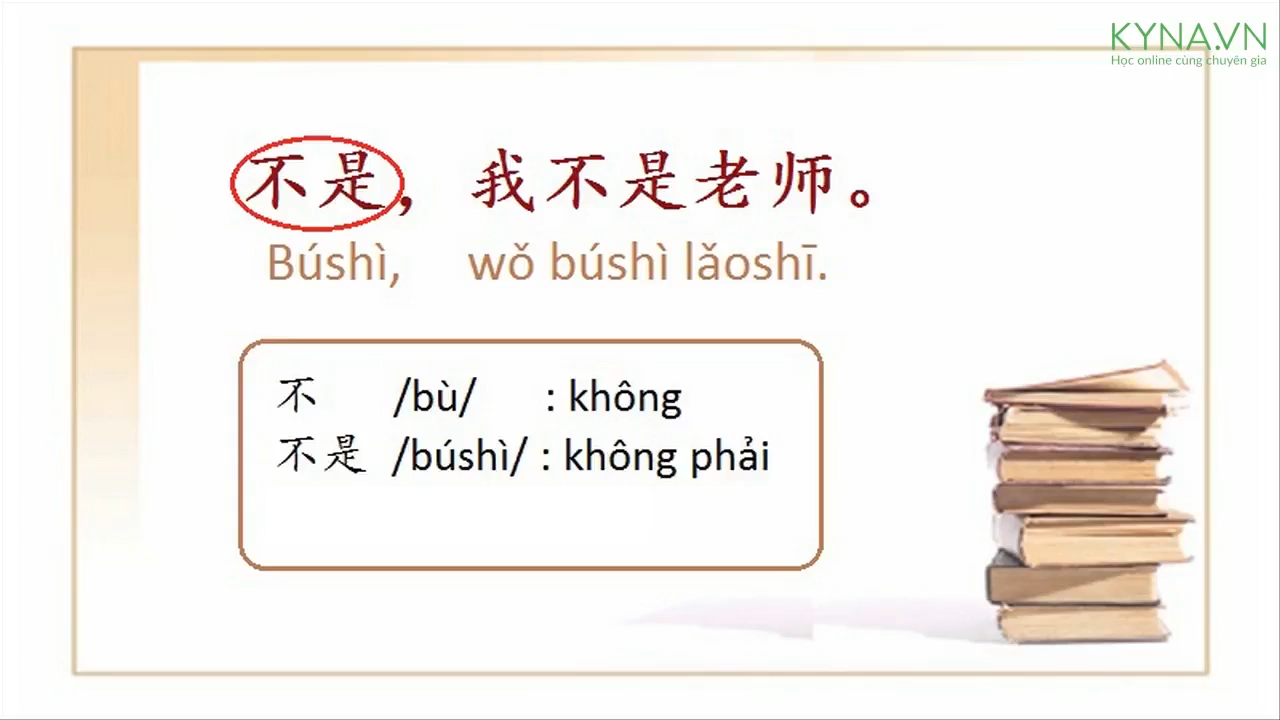 KYNA.VN
Học online cùng chuyên gia
不是，我不是老师。
Búshì, wǒ búshì lǎoshī.
不 /bù/ : không
不是 /búshì/ : không phải